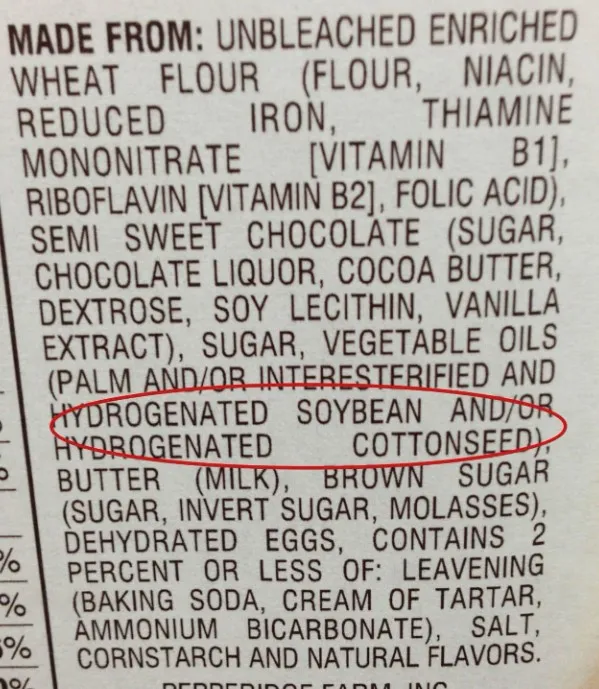 MADE FROM: UNBLEACHED ENRICHED
WHEAT FLOUR (FLOUR, NIACIN,
REDUCED IRON, THIAMINE
MONONITRATE [VITAMIN B1],
RIBOFLAVIN [VITAMIN B2], FOLIC ACID),
SEMI SWEET CHOCOLATE (SUGAR,
CHOCOLATE LIQUOR, COCOA BUTTER,
DEXTROSE, SOY LECITHIN, VANILLA
EXTRACT), SUGAR, VEGETABLE OILS
(PALM AND/OR INTERESTERIFIED AND
HYDROGENATED SOYBEAN AND/OR
HYDROGENATED COTTONSEED),
BUTTER (MILK), BROWN SUGAR
(SUGAR, INVERT SUGAR, MOLASSES),
DEHYDRATED EGGS, CONTAINS 2
PERCENT OR LESS OF: LEAVENING
(BAKING SODA, CREAM OF TARTAR,
AMMONIUM BICARBONATE), SALT,
CORNSTARCH AND NATURAL FLAVORS.
PEPPERIDGE FARM, INC.